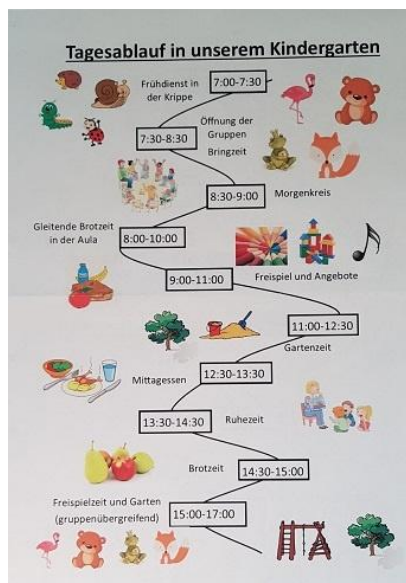 Tagesablauf in unserem Kindergarten
Frühdienst in
der Krippe
7:00-7:30
7:30-8:30
Öffnung der
Gruppen
Bringzeit
8:30-9:00
Morgenkreis
Gleitende Brotzeit
in der Aula
8:00-10:00
9:00-11:00
Freispiel und Angebote
11:00-12:30
Gartenzeit
12:30-13:30
Mittagessen
13:30-14:30
Ruhezeit
Brotzeit
14:30-15:00
Freispielzeit und Garten
(gruppenübergreifend)
15:00-17:00